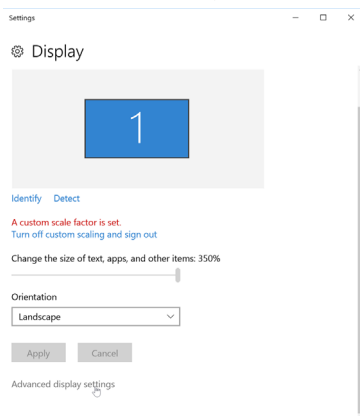 Settings
Display
1
Identify Detect
A custom scale factor is set.
Turn off custom scaling and sign out
Change the size of text, apps, and other items: 350%
Orientation
Landscape
Apply Cancel
Advanced display settings